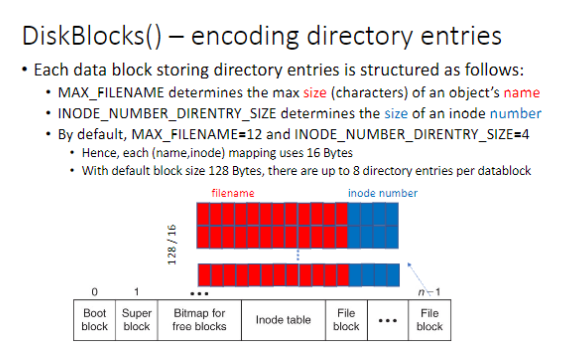 DiskBlocks() – encoding directory entries
• Each data block storing directory entries is structured as follows:
• MAX_FILENAME determines the max size (characters) of an object's name
• INODE_NUMBER_DIRENTRY_SIZE determines the size of an inode number
• By default, MAX_FILENAME=12 and INODE_NUMBER_DIRENTRY_SIZE=4
• Hence, each (name,inode) mapping uses 16 Bytes
• With default block size 128 Bytes, there are up to 8 directory entries per datablock
filename inode number
128 / 16
0 1 ••• n–1
Boot block
Super block
Bitmap for free blocks
Inode table
File block
•••
File block